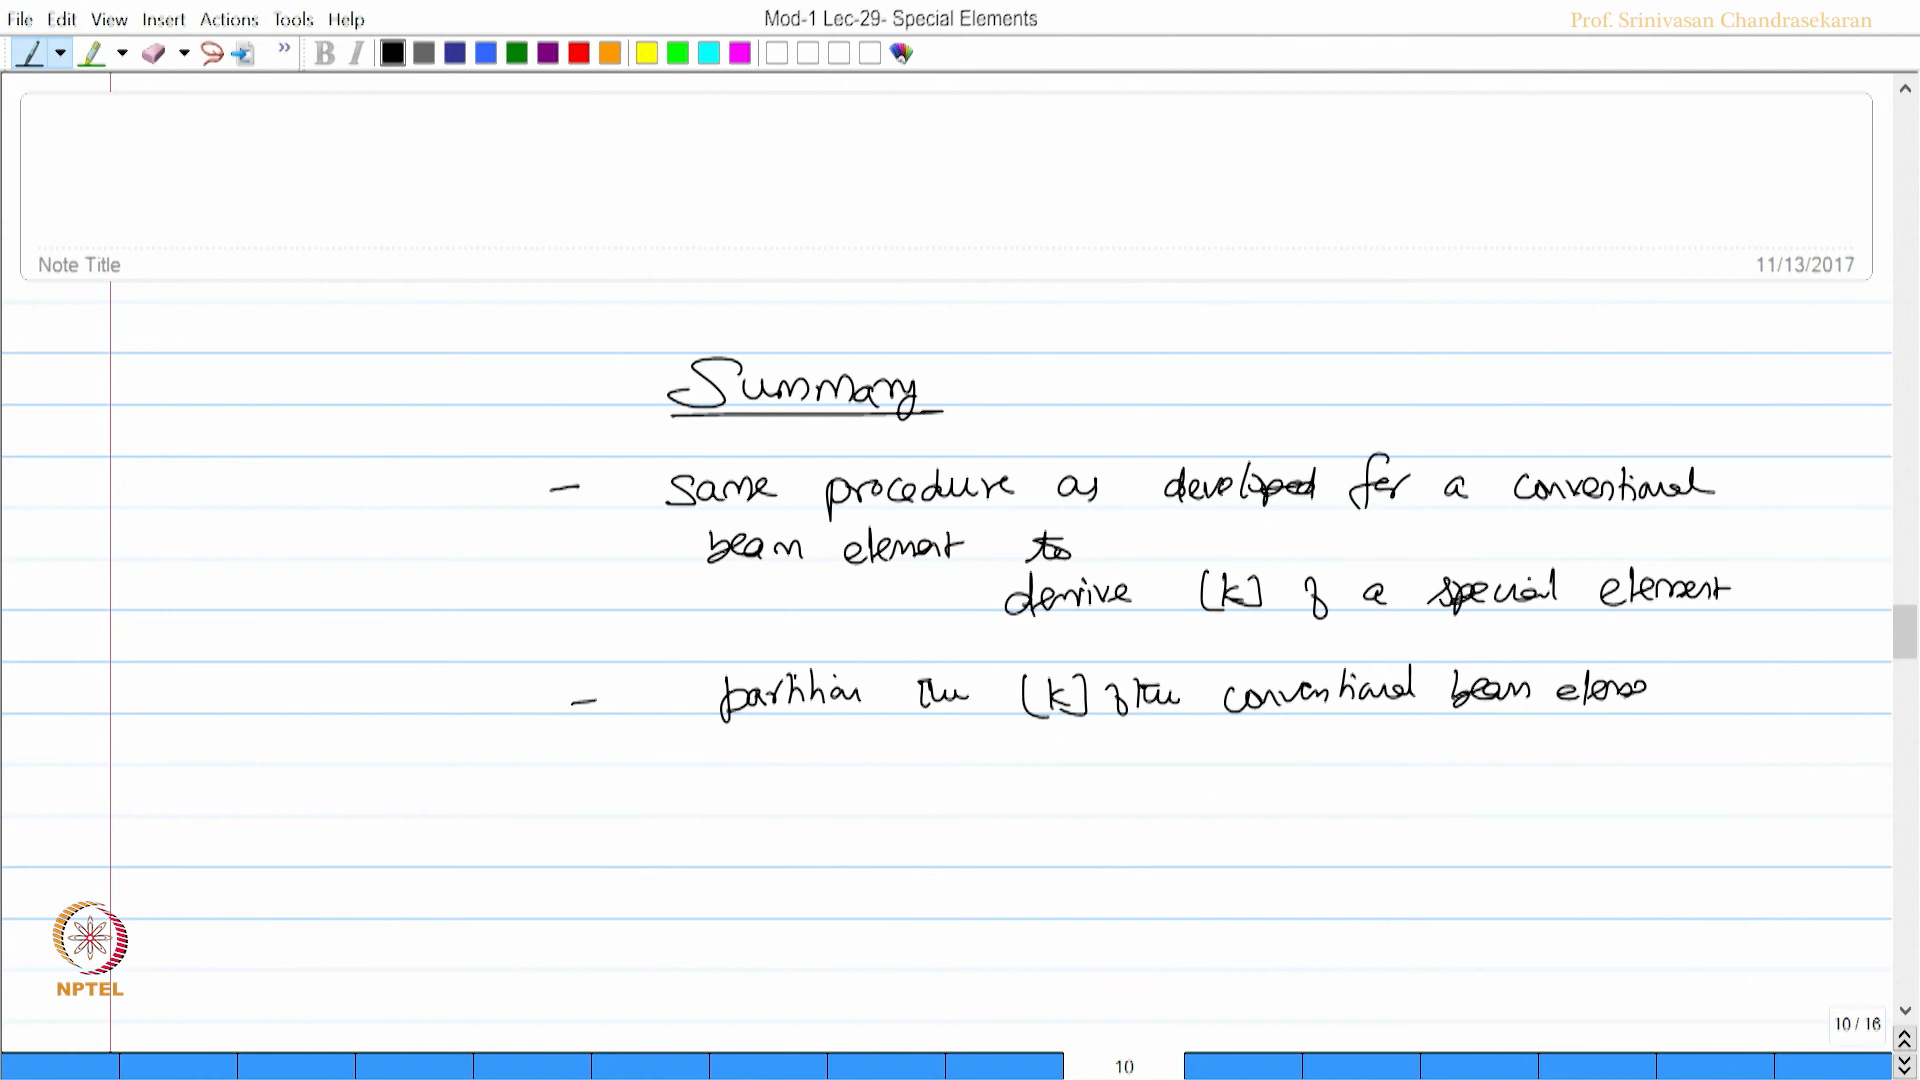 File Edit View Insert Actions Tools Help
Mod-1 Lec-29- Special Elements
Prof. Srinivasan Chandrasekaran
B I
Note Title
11/13/2017
Summary
- same procedure as developed for a conventional
beam element to
derive [k] of a special element
- partition the [k] of the conventional beam eleme
NPTEL
10 / 16
10